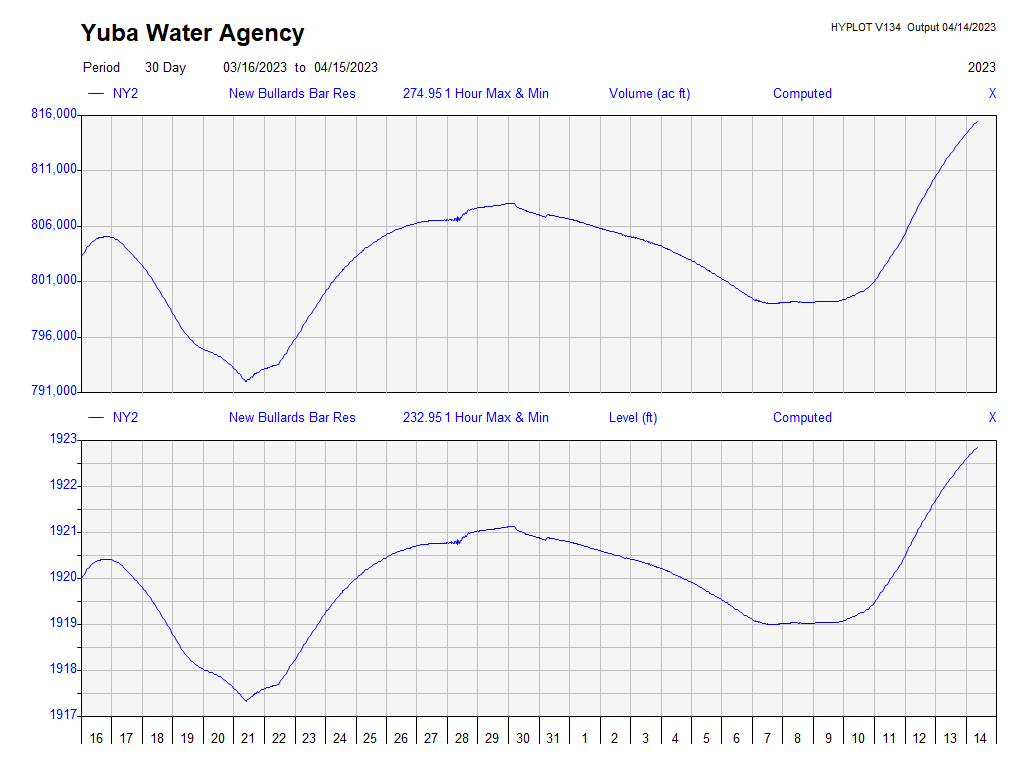 Yuba Water Agency
HYPLOT V134 Output 04/14/2023
Period 30 Day 03/16/2023 to 04/15/2023 2023
NY2 New Bullards Bar Res 274.95 1 Hour Max & Min Volume (ac ft) Computed X
816,000
811,000
806,000
801,000
796,000
791,000
NY2 New Bullards Bar Res 232.95 1 Hour Max & Min Level (ft) Computed X
1923
1922
1921
1920
1919
1918
1917
16 17 18 19 20 21 22 23 24 25 26 27 28 29 30 31 1 2 3 4 5 6 7 8 9 10 11 12 13 14